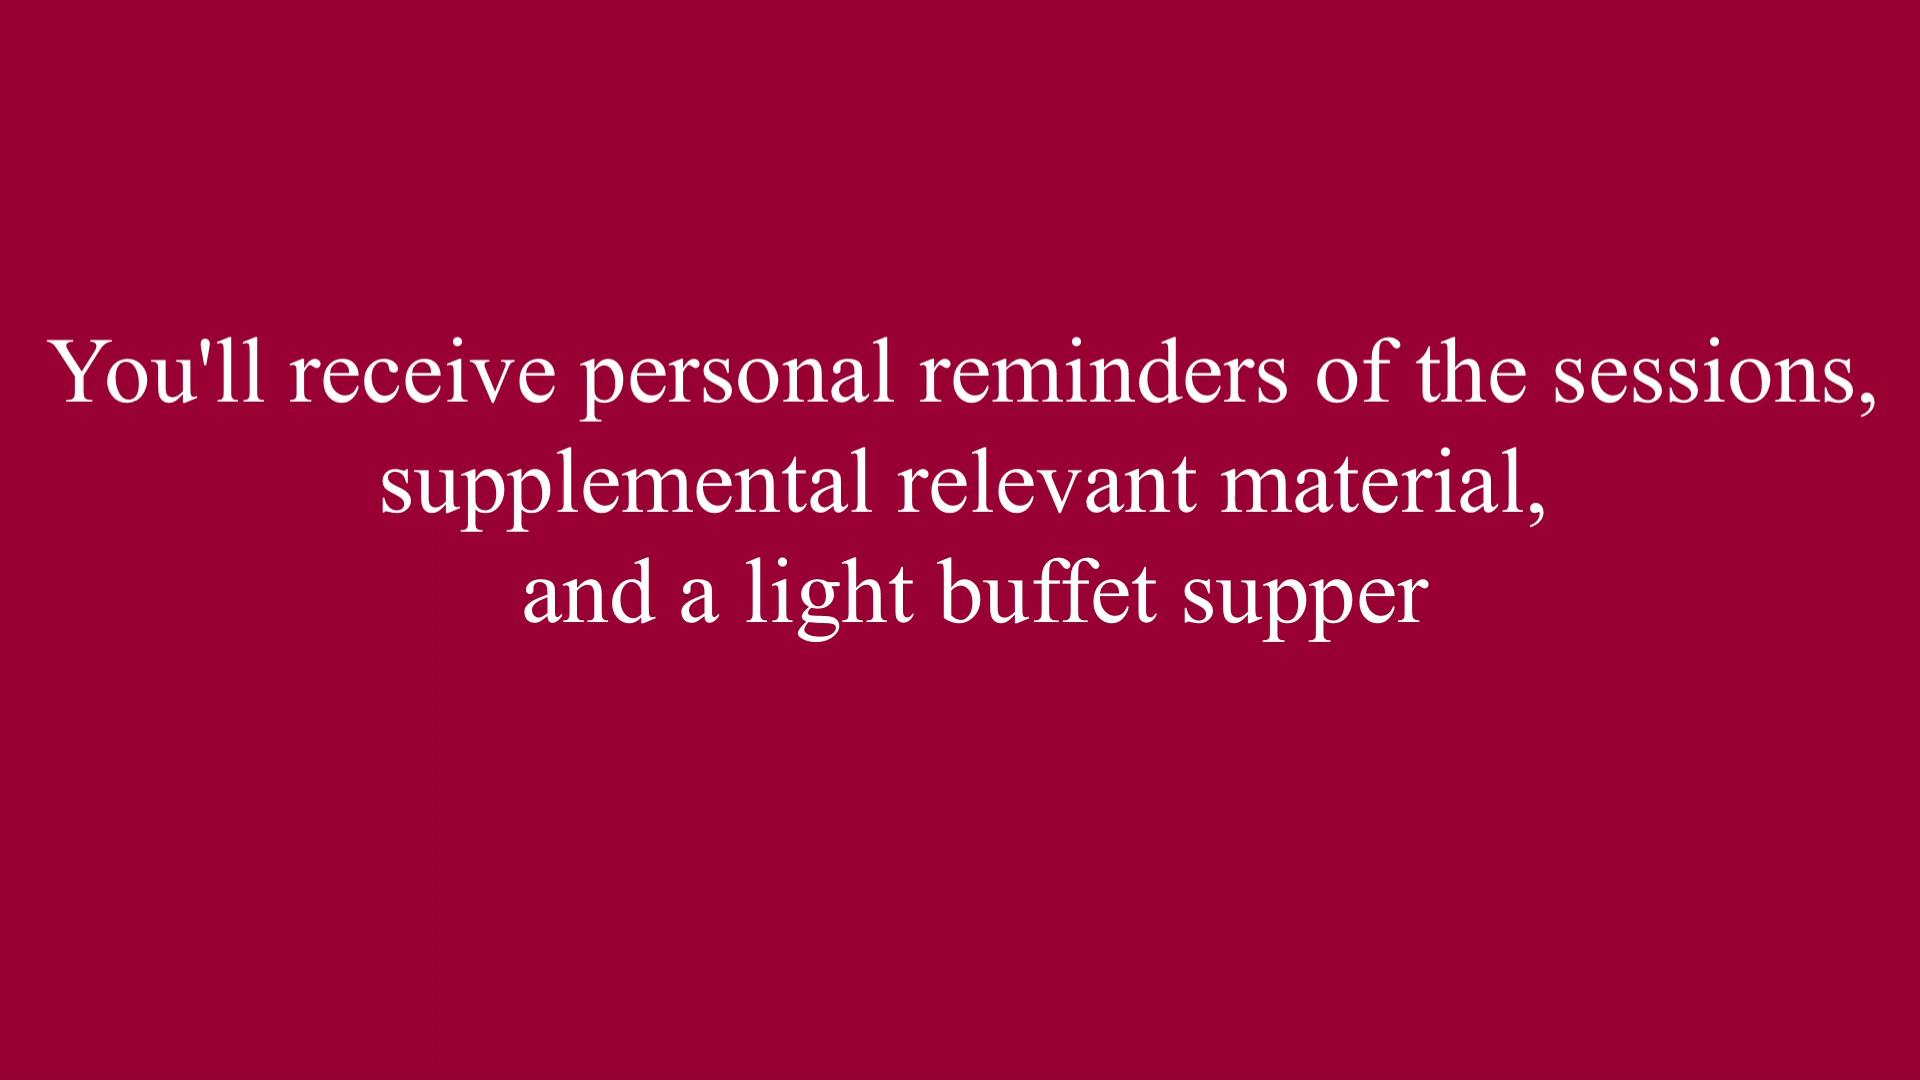 You'll receive personal reminders of the sessions,
supplemental relevant material,
and a light buffet supper